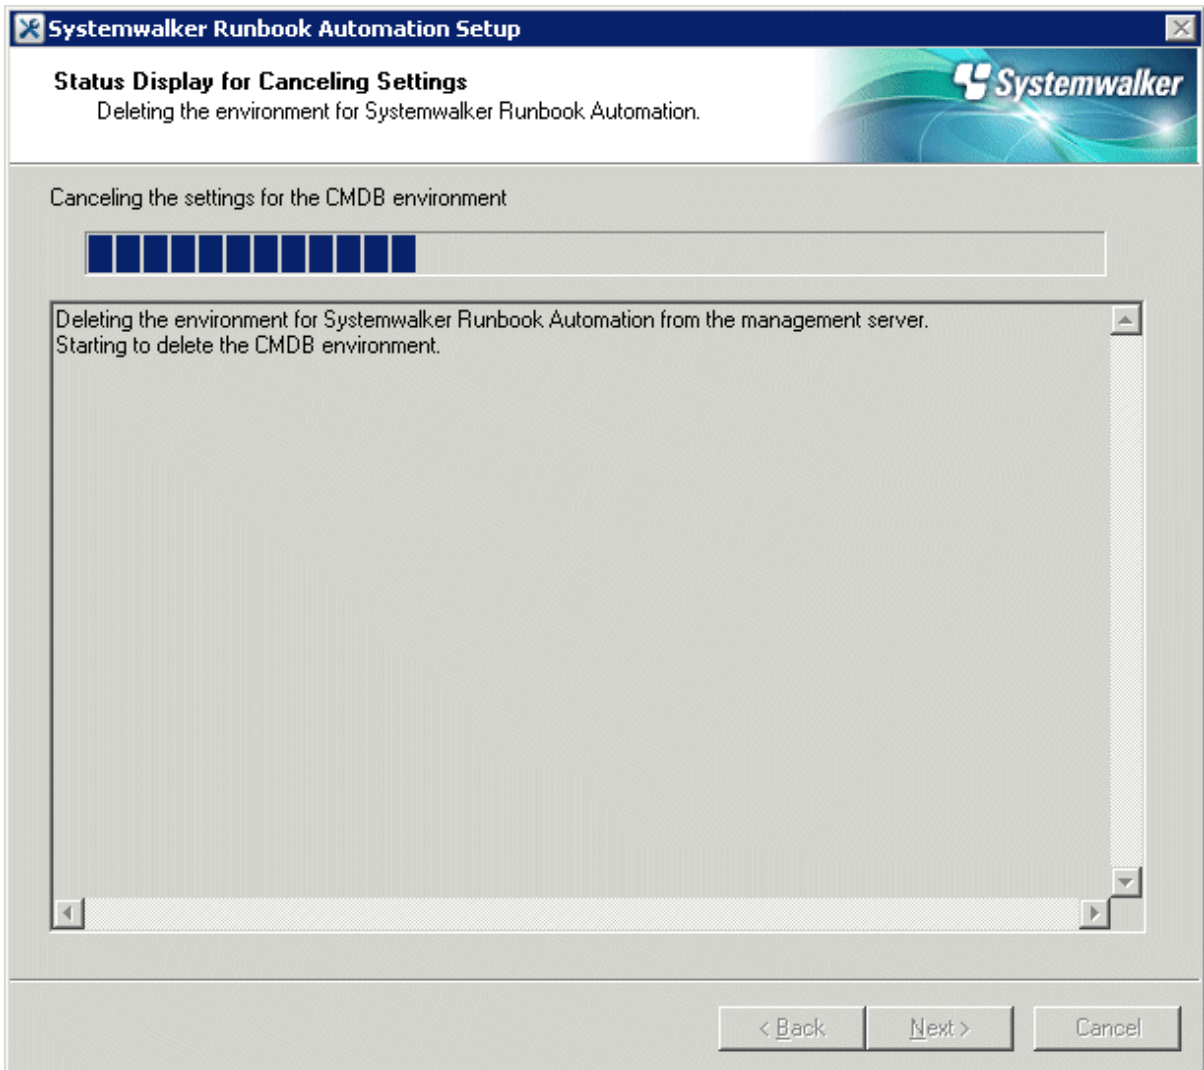 Systemwalker Runbook Automation Setup
Status Display for Canceling Settings
Deleting the environment for Systemwalker Runbook Automation.
Systemwalker
Canceling the settings for the CMDB environment
Deleting the environment for Systemwalker Runbook Automation from the management server.
Starting to delete the CMDB environment.
< Back
Next >
Cancel